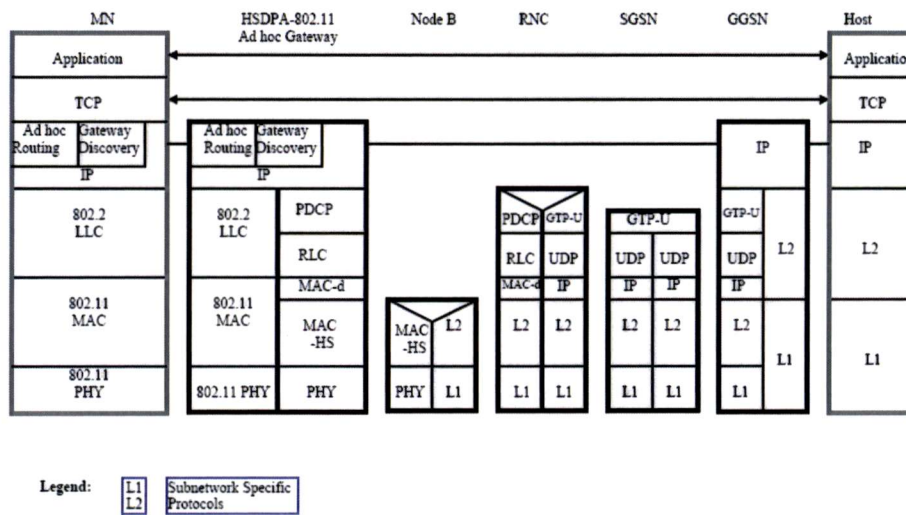 MN
HSDPA-802.11
Ad hoc Gateway
Node B
RNC
SGSN
GGSN
Host
Application
TCP
Ad hoc
Routing
Gateway
Discovery
IP
802.2
LLC
802.11
MAC
802.11
PHY
Ad hoc
Routing
Gateway
Discovery
IP
802.2
LLC
802.11
MAC
802.11 PHY
PDCP
RLC
MAC-d
MAC
-HS
PHY
MAC
-HS
PHY
L2
L1
PDCP
RLC
MAC-d
L2
L1
GTP-U
UDP
IP
L2
L1
GTP-U
UDP
IP
L2
L1
UDP
IP
L2
L1
IP
GTP-U
UDP
IP
L2
L1
L2
L1
Applicatio
TCP
IP
L2
L1
Legend:
L1
L2
Subnetwork Specific
Protocols